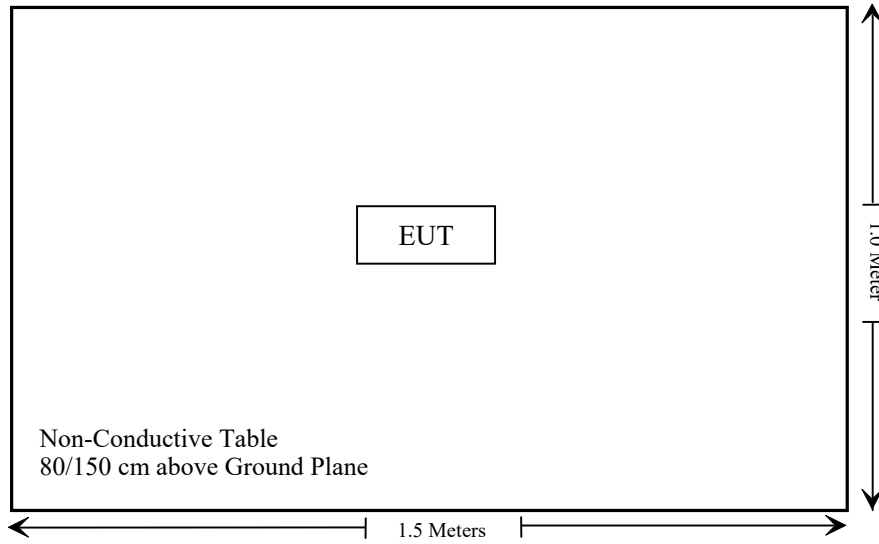 EUT
1.0 Meter
Non-Conductive Table
80/150 cm above Ground Plane
1.5 Meters